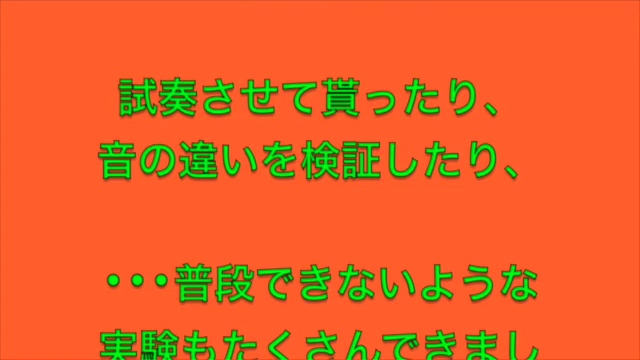 試奏させて貰ったり、
音の違いを検証したり、
・・・普段できないような
実験もたくさんできまし